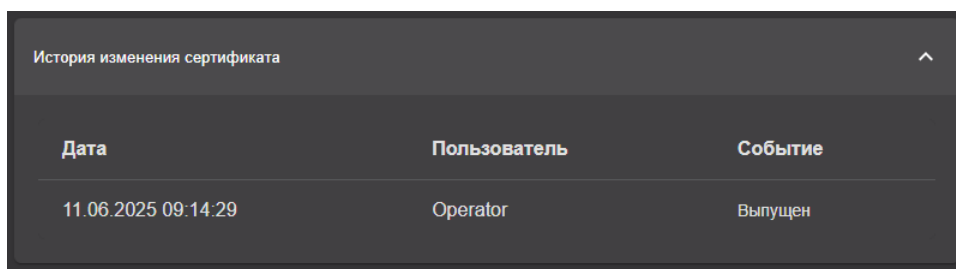 История изменения сертификата
Дата Пользователь Событие
11.06.2025 09:14:29 Operator Выпущен